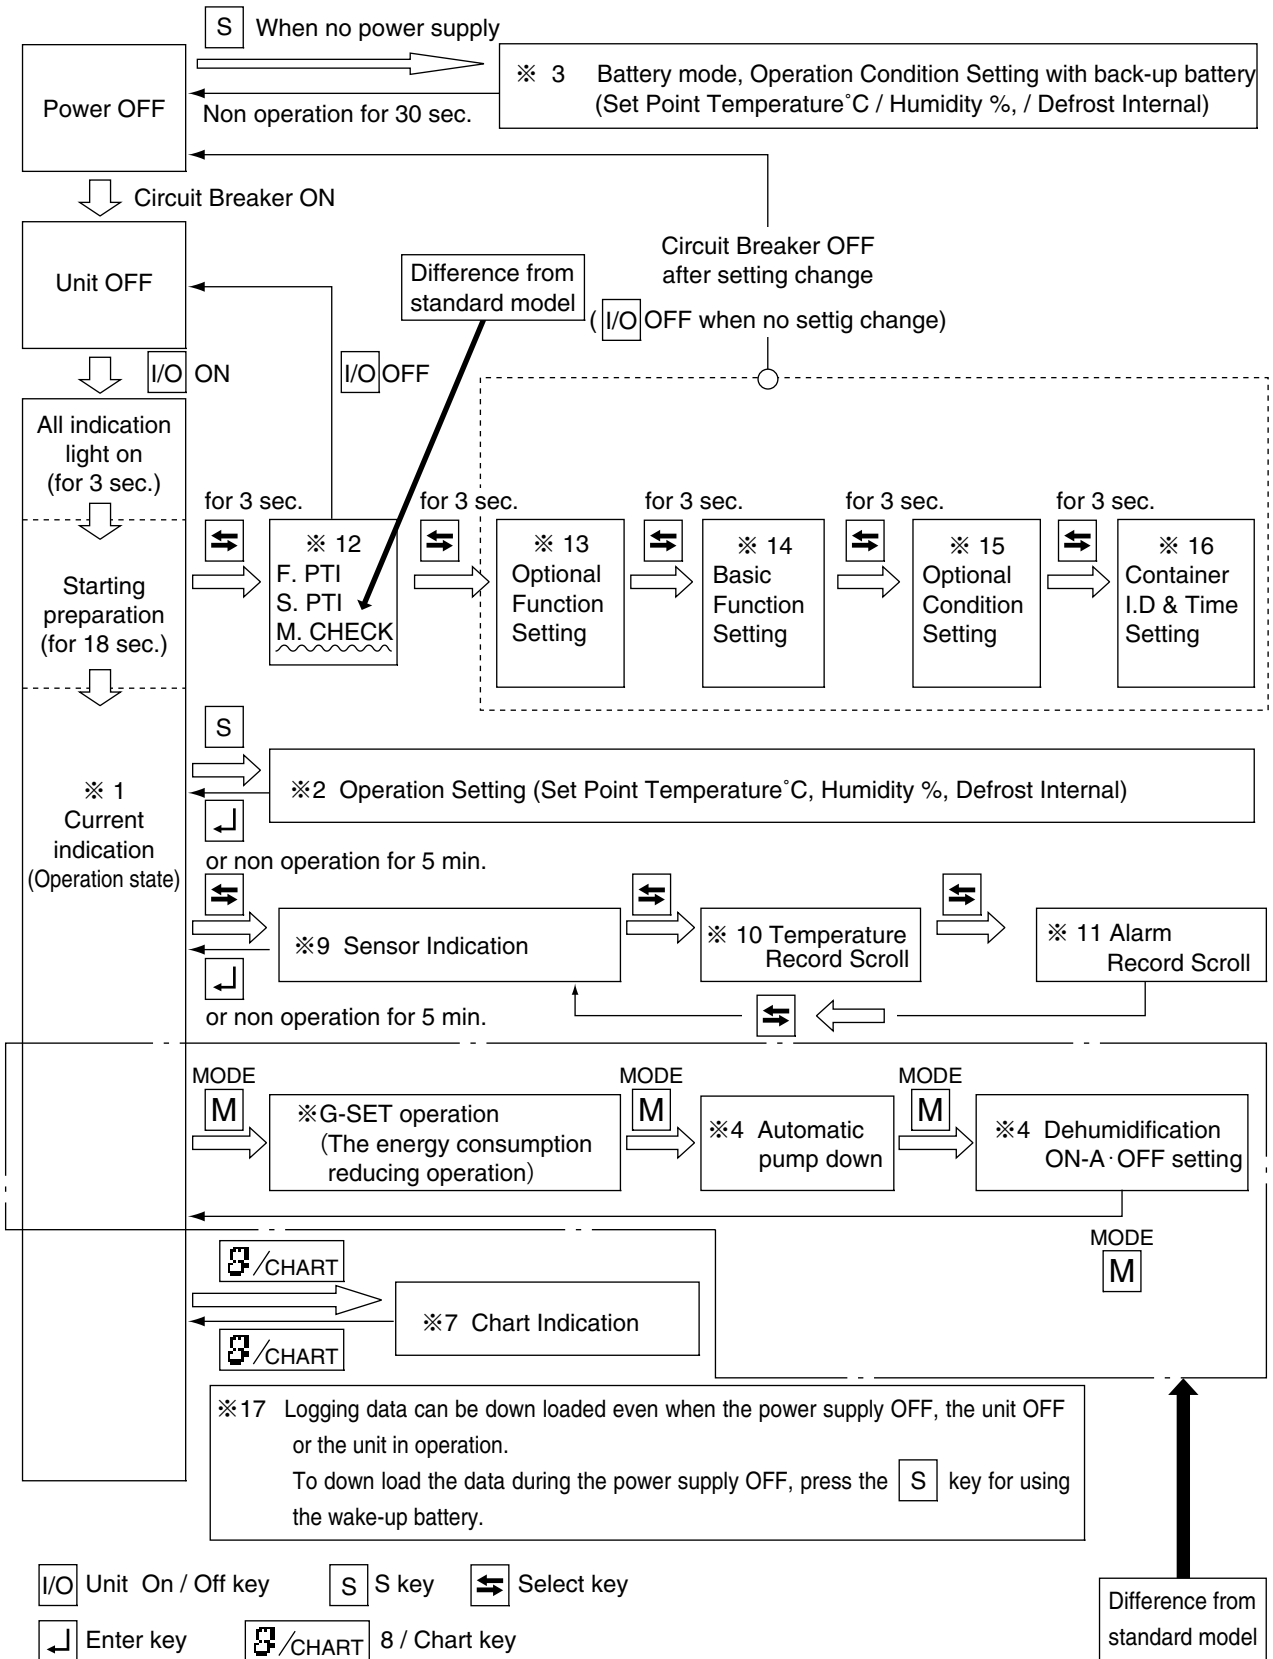 S When no power supply
Power OFF
※ 3 Battery mode, Operation Condition Setting with back-up battery
(Set Point Temperature˚C / Humidity %, / Defrost Internal)
Non operation for 30 sec.
Circuit Breaker ON
Unit OFF
Difference from
standard model
Circuit Breaker OFF
after setting change
( I/O OFF when no settig change)
I/O ON
I/O OFF
All indication
light on
(for 3 sec.)
Starting
preparation
(for 18 sec.)
for 3 sec.
※ 12
F. PTI
S. PTI
M. CHECK
for 3 sec.
※ 13
Optional
Function
Setting
for 3 sec.
※ 14
Basic
Function
Setting
for 3 sec.
※ 15
Optional
Condition
Setting
for 3 sec.
※ 16
Container
I.D & Time
Setting
※ 1
Current
indication
(Operation state)
S
※2 Operation Setting (Set Point Temperature˚C, Humidity %, Defrost Internal)
or non operation for 5 min.
※9 Sensor Indication
※ 10 Temperature
Record Scroll
※ 11 Alarm
Record Scroll
or non operation for 5 min.
MODE
M
※G-SET operation
(The energy consumption
reducing operation)
MODE
M
※4 Automatic
pump down
MODE
M
※4 Dehumidification
ON-A·OFF setting
MODE
M
8/CHART
※7 Chart Indication
8/CHART
※17 Logging data can be down loaded even when the power supply OFF, the unit OFF
or the unit in operation.
To down load the data during the power supply OFF, press the S key for using
the wake-up battery.
I/O Unit On / Off key
S S key
Select key
Enter key
8/CHART 8 / Chart key
Difference from
standard model